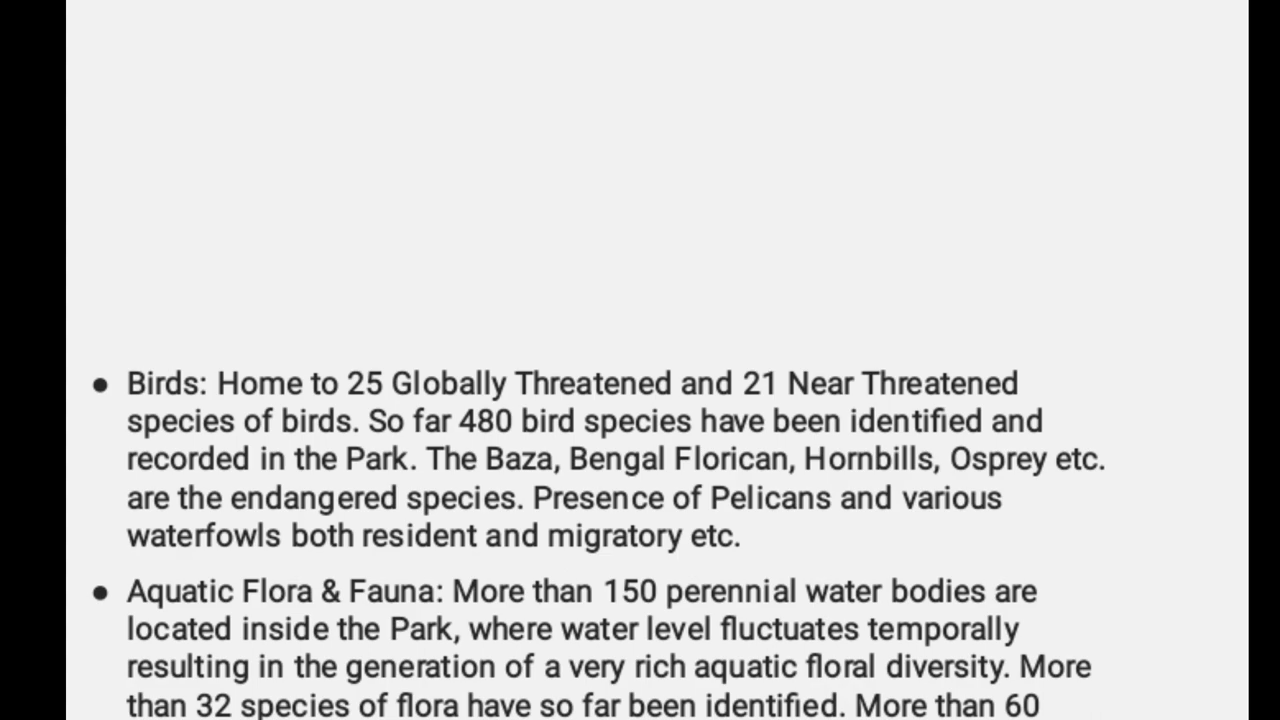 ● Birds: Home to 25 Globally Threatened and 21 Near Threatened
species of birds. So far 480 bird species have been identified and
recorded in the Park. The Baza, Bengal Florican, Hornbills, Osprey etc.
are the endangered species. Presence of Pelicans and various
waterfowls both resident and migratory etc.
● Aquatic Flora & Fauna: More than 150 perennial water bodies are
located inside the Park, where water level fluctuates temporally
resulting in the generation of a very rich aquatic floral diversity. More
than 32 species of flora have so far been identified. More than 60